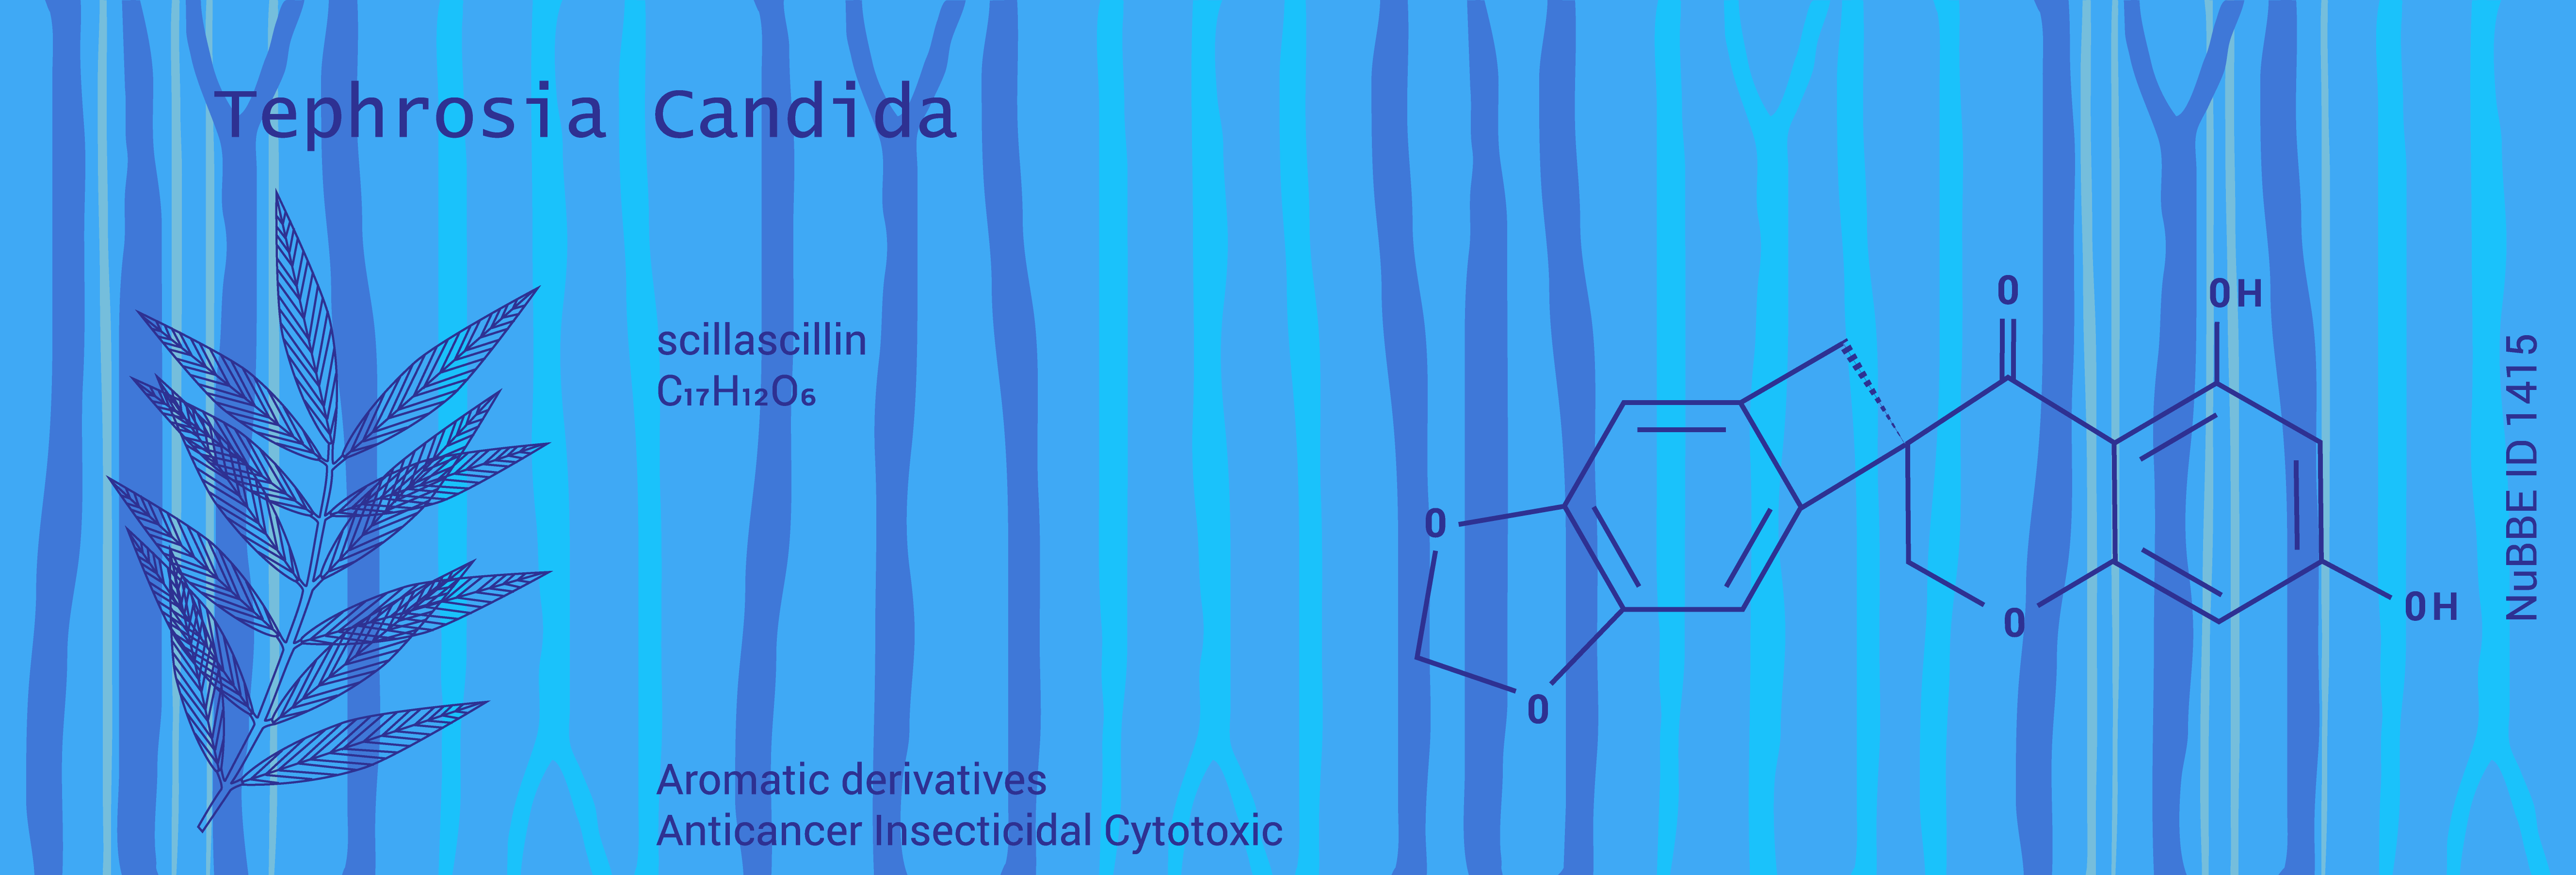 Tephrosia Candida
scillascillin
C₁₇H₁₂O₆
Aromatic derivatives
Anticancer Insecticidal Cytotoxic
O
OH
O
O
OH
O
NuBBE ID 1415